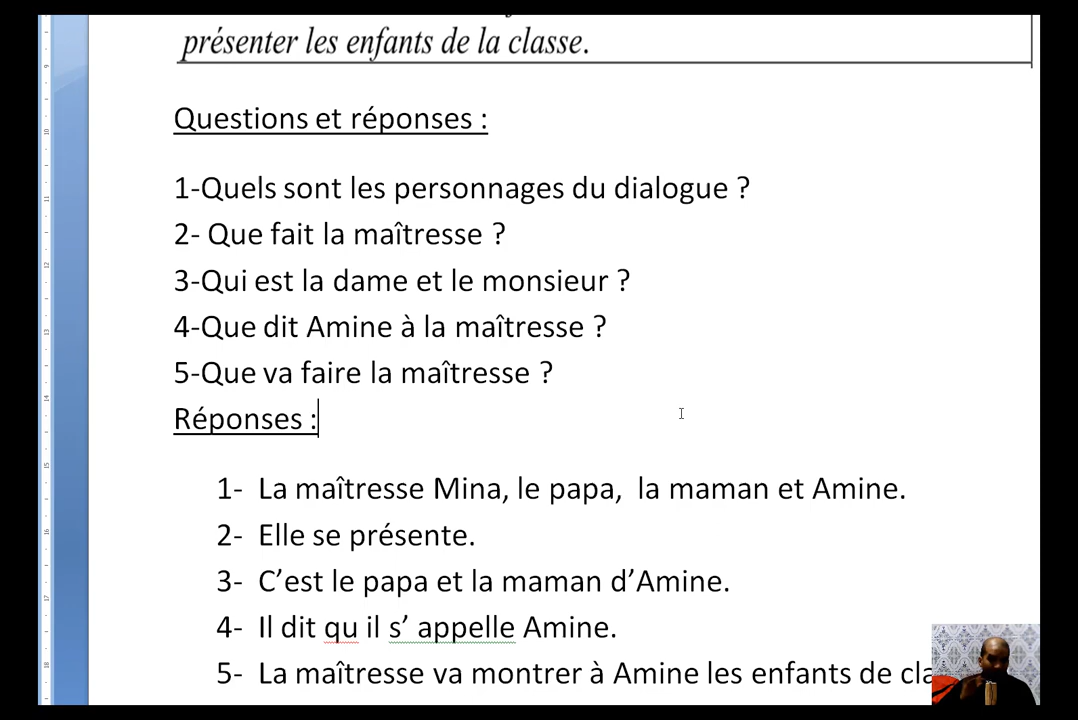 présenter les enfants de la classe.
Questions et réponses :
1-Quels sont les personnages du dialogue ?
2- Que fait la maîtresse ?
3-Qui est la dame et le monsieur ?
4-Que dit Amine à la maîtresse ?
5-Que va faire la maîtresse ?
Réponses :
1- La maîtresse Mina, le papa, la maman et Amine.
2- Elle se présente.
3- C’est le papa et la maman d’Amine.
4- Il dit qu il s’ appelle Amine.
5- La maîtresse va montrer à Amine les enfants de